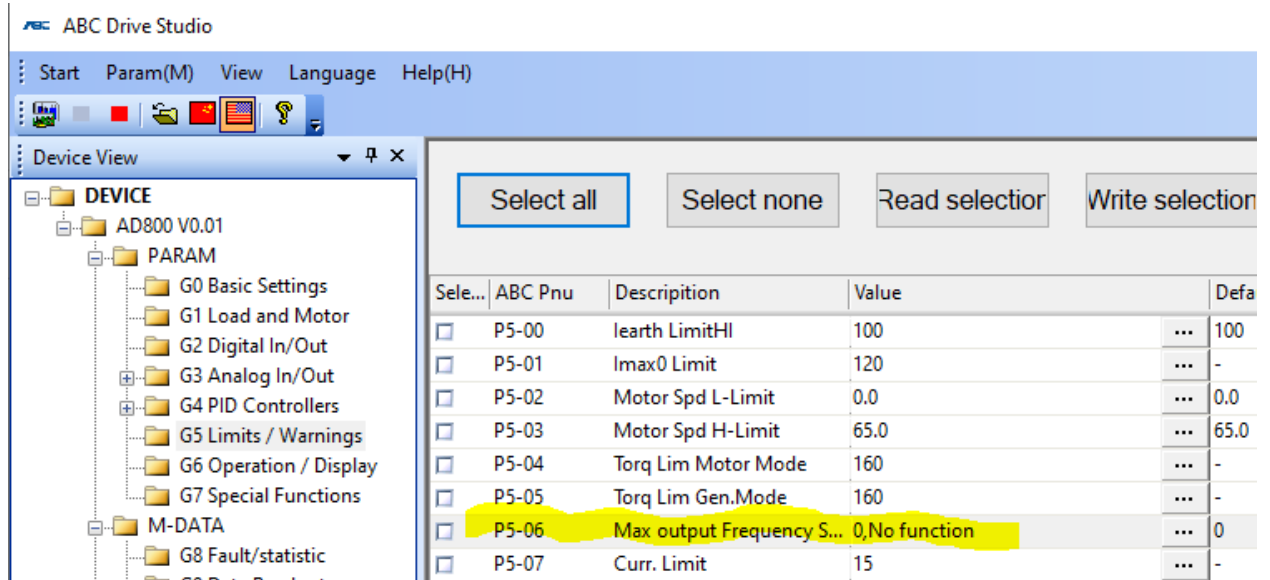 ABC ABC Drive Studio
Start Param(M) View Language Help(H)
Device View
DEVICE
AD800 V0.01
PARAM
G0 Basic Settings
G1 Load and Motor
G2 Digital In/Out
G3 Analog In/Out
G4 PID Controllers
G5 Limits / Warnings
G6 Operation / Display
G7 Special Functions
M-DATA
G8 Fault/statistic
Select all Select none Read selection Write selection
Sele... ABC Pnu Descripition Value Defa
P5-00 Iearth LimitHI 100 ... 100
P5-01 Imax0 Limit 120 ... -
P5-02 Motor Spd L-Limit 0.0 ... 0.0
P5-03 Motor Spd H-Limit 65.0 ... 65.0
P5-04 Torq Lim Motor Mode 160 ... -
P5-05 Torq Lim Gen.Mode 160 ... -
P5-06 Max output Frequency S... 0,No function ... 0
P5-07 Curr. Limit 15 ... -